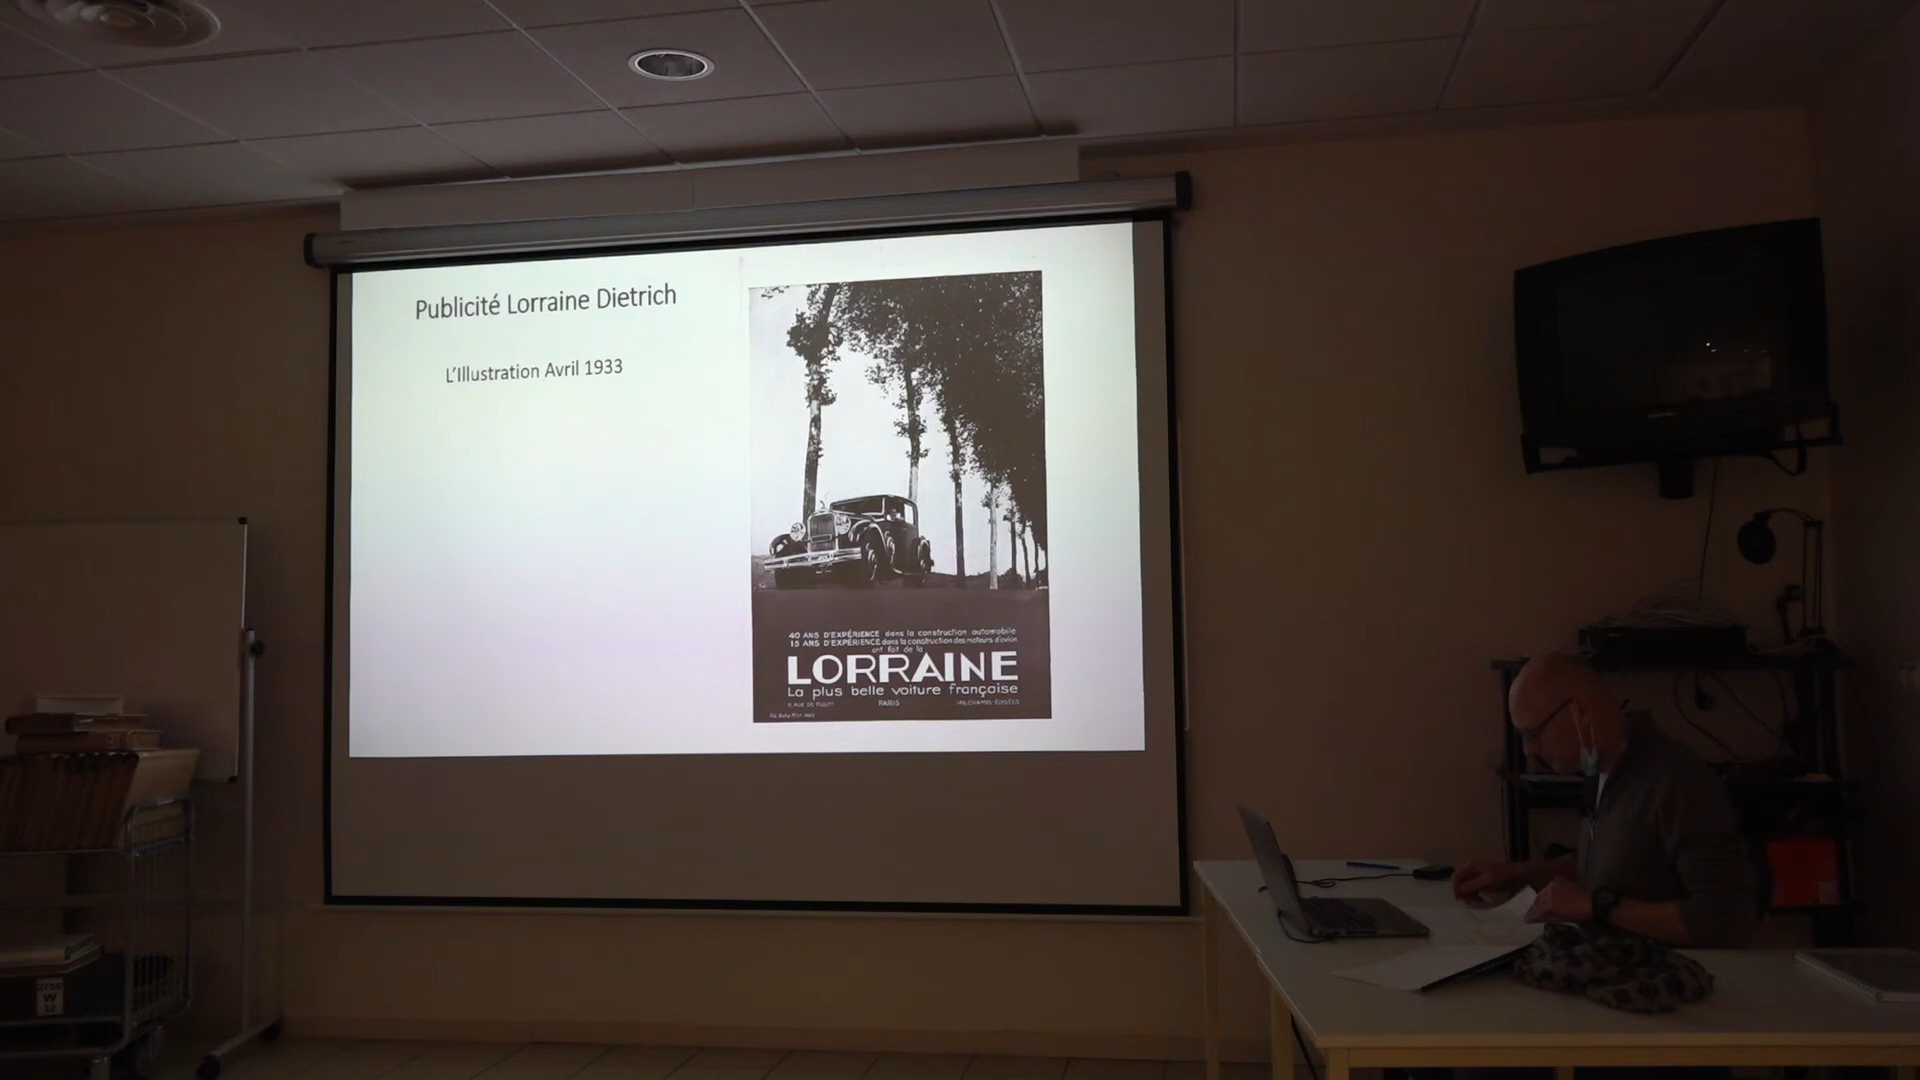 Publicité Lorraine Dietrich
L'Illustration Avril 1933
40 ANS D'EXPÉRIENCE dans la construction automobile
15 ANS D'EXPÉRIENCE dans la construction des moteurs d'avion
ont fait de la
LORRAINE
La plus belle voiture française
PARIS
2750
W